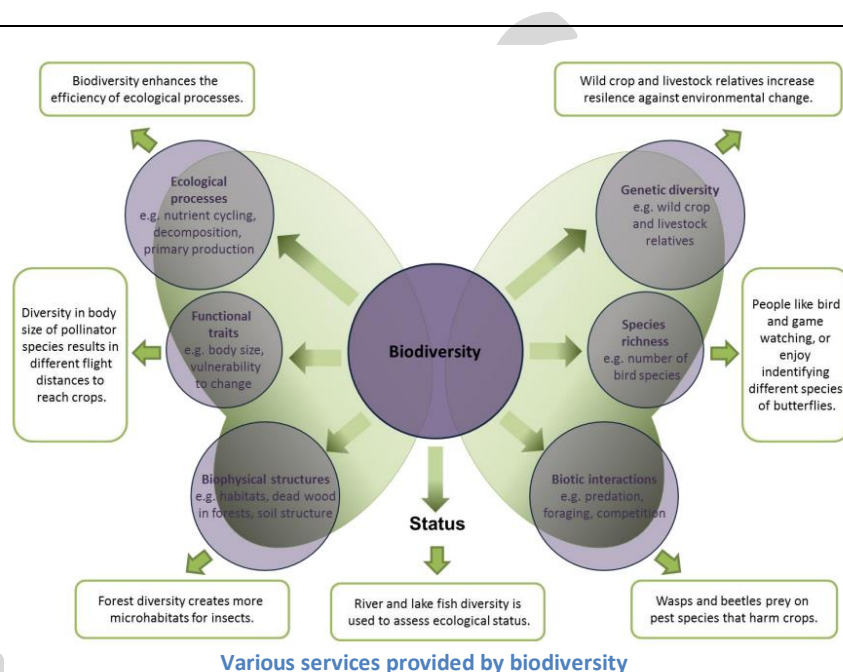 Biodiversity enhances the
efficiency of ecological processes.
Wild crop and livestock relatives increase
resilence against environmental change.
Ecological
processes
e.g. nutrient cycling,
decomposition,
primary production
Genetic diversity
e.g. wild crop
and livestock
relatives
Diversity in body
size of pollinator
species results in
different flight
distances to
reach crops.
Functional
traits
e.g. body size,
vulnerability
to change
Biodiversity
Species
richness
e.g. number of
bird species
People like bird
and game
watching, or
enjoy
indentifying
different species
of butterflies.
Biophysical structures
e.g. habitats, dead wood
in forests, soil structure
Status
Biotic interactions
e.g. predation,
foraging, competition
Forest diversity creates more
microhabitats for insects.
River and lake fish diversity is
used to assess ecological status.
Wasps and beetles prey on
pest species that harm crops.
Various services provided by biodiversity